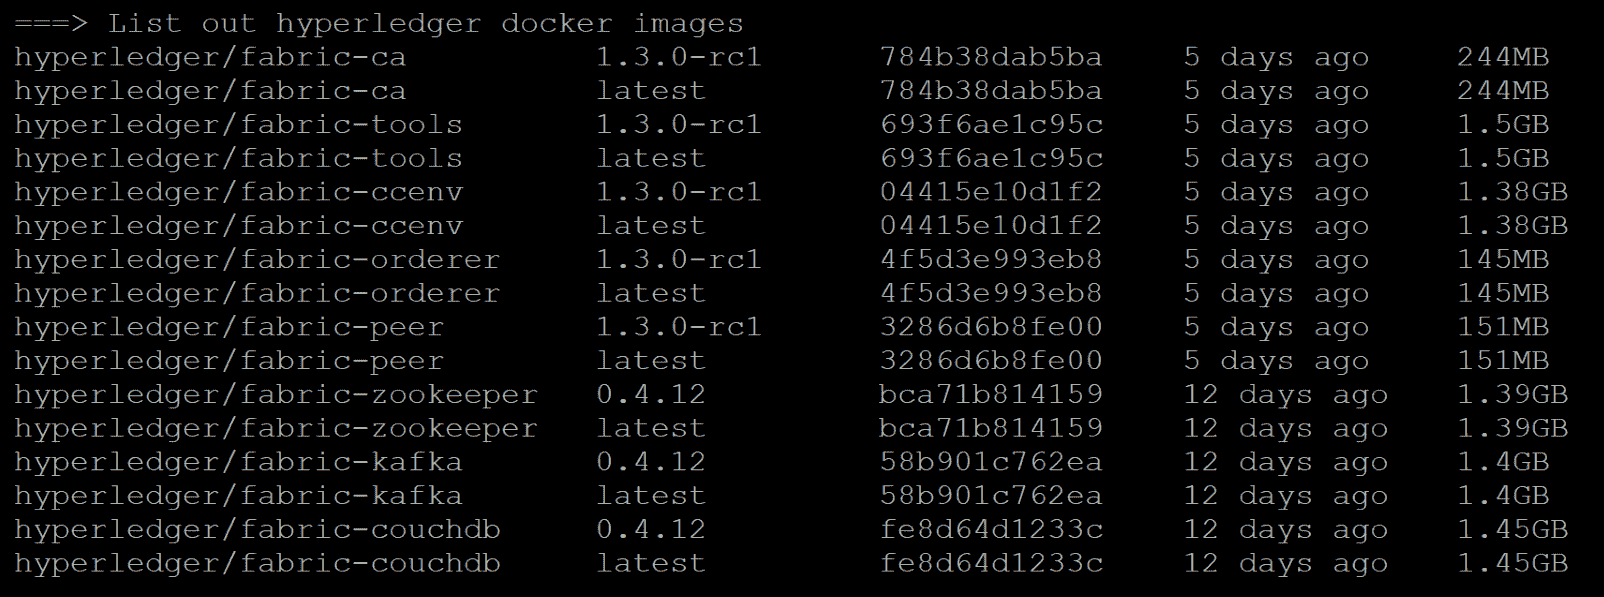 ===> List out hyperledger docker images
hyperledger/fabric-ca 1.3.0-rc1 784b38dab5ba 5 days ago 244MB
hyperledger/fabric-ca latest 784b38dab5ba 5 days ago 244MB
hyperledger/fabric-tools 1.3.0-rc1 693f6ae1c95c 5 days ago 1.5GB
hyperledger/fabric-tools latest 693f6ae1c95c 5 days ago 1.5GB
hyperledger/fabric-ccenv 1.3.0-rc1 04415e10d1f2 5 days ago 1.38GB
hyperledger/fabric-ccenv latest 04415e10d1f2 5 days ago 1.38GB
hyperledger/fabric-orderer 1.3.0-rc1 4f5d3e993eb8 5 days ago 145MB
hyperledger/fabric-orderer latest 4f5d3e993eb8 5 days ago 145MB
hyperledger/fabric-peer 1.3.0-rc1 3286d6b8fe00 5 days ago 151MB
hyperledger/fabric-peer latest 3286d6b8fe00 5 days ago 151MB
hyperledger/fabric-zookeeper 0.4.12 bca71b814159 12 days ago 1.39GB
hyperledger/fabric-zookeeper latest bca71b814159 12 days ago 1.39GB
hyperledger/fabric-kafka 0.4.12 58b901c762ea 12 days ago 1.4GB
hyperledger/fabric-kafka latest 58b901c762ea 12 days ago 1.4GB
hyperledger/fabric-couchdb 0.4.12 fe8d64d1233c 12 days ago 1.45GB
hyperledger/fabric-couchdb latest fe8d64d1233c 12 days ago 1.45GB